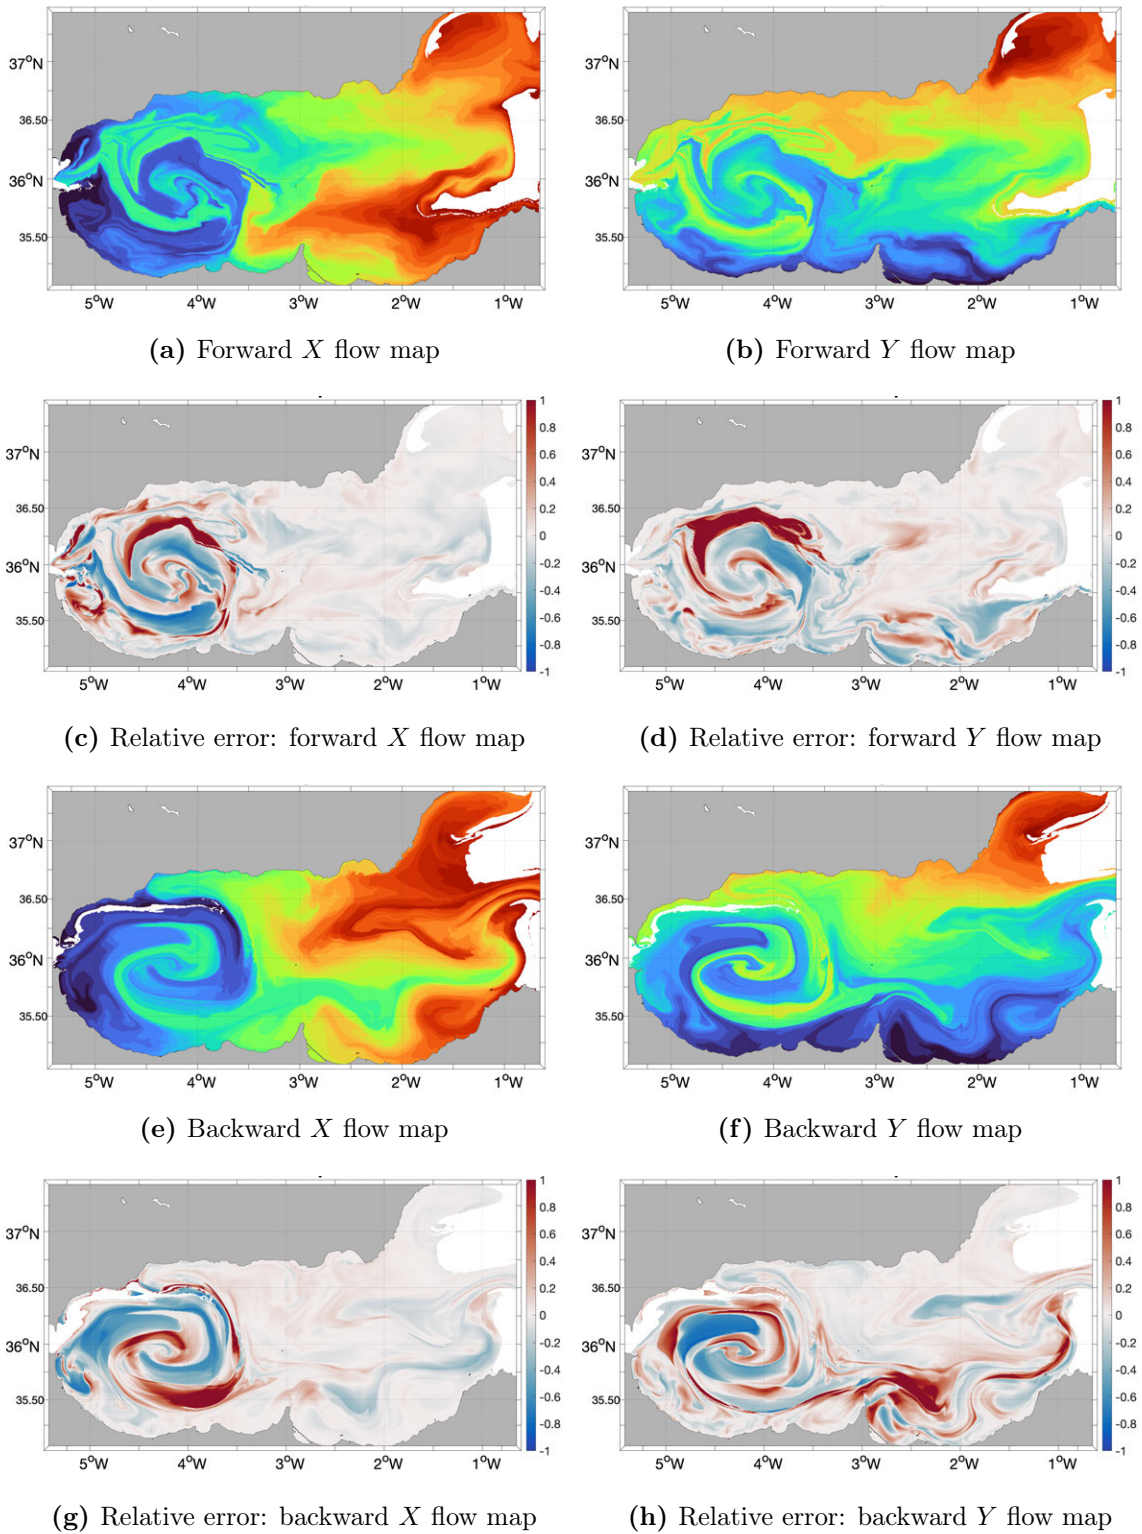 37°N
36.50
36°N
35.50
5°W 4°W 3°W 2°W 1°W
37°N
36.50
36°N
35.50
5°W 4°W 3°W 2°W 1°W
(a) Forward X flow map
(b) Forward Y flow map
37°N
36.50
36°N
35.50
5°W 4°W 3°W 2°W 1°W
1
0.8
0.6
0.4
0.2
0
-0.2
-0.4
-0.6
-0.8
-1
37°N
36.50
36°N
35.50
5°W 4°W 3°W 2°W 1°W
1
0.8
0.6
0.4
0.2
0
-0.2
-0.4
-0.6
-0.8
-1
(c) Relative error: forward X flow map
(d) Relative error: forward Y flow map
37°N
36.50
36°N
35.50
5°W 4°W 3°W 2°W 1°W
37°N
36.50
36°N
35.50
5°W 4°W 3°W 2°W 1°W
(e) Backward X flow map
(f) Backward Y flow map
37°N
36.50
36°N
35.50
5°W 4°W 3°W 2°W 1°W
1
0.8
0.6
0.4
0.2
0
-0.2
-0.4
-0.6
-0.8
-1
37°N
36.50
36°N
35.50
5°W 4°W 3°W 2°W 1°W
1
0.8
0.6
0.4
0.2
0
-0.2
-0.4
-0.6
-0.8
-1
(g) Relative error: backward X flow map
(h) Relative error: backward Y flow map